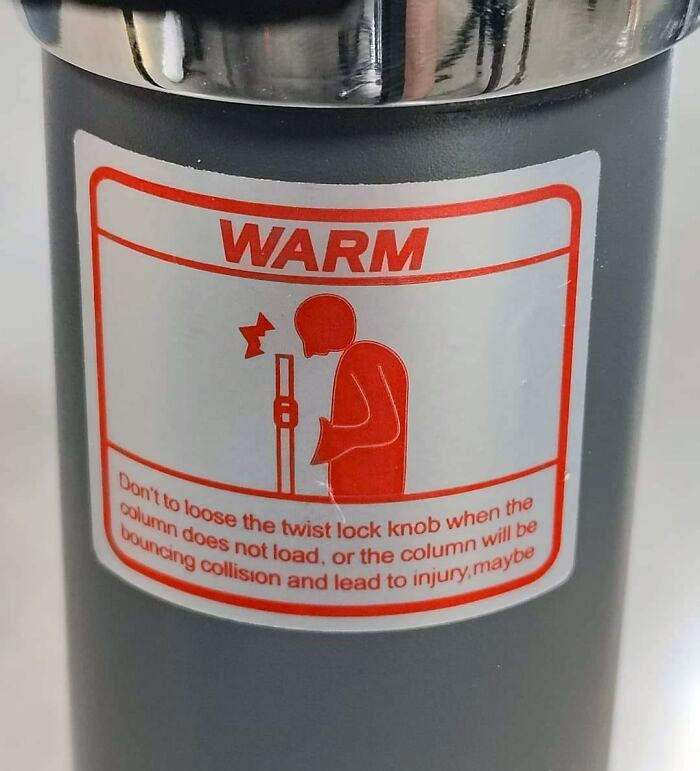 WARM
Don't to loose the twist lock knob when the
column does not load, or the column will be
bouncing collision and lead to injury,maybe